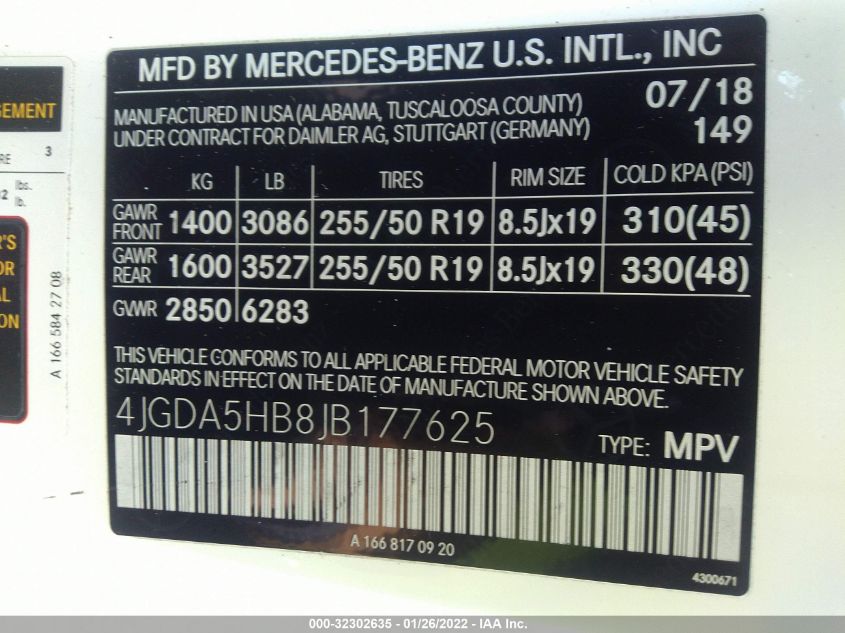 MFD BY MERCEDES-BENZ U.S. INTL., INC
MANUFACTURED IN USA (ALABAMA, TUSCALOOSA COUNTY) 07/18
UNDER CONTRACT FOR DAIMLER AG, STUTTGART (GERMANY) 149
KG LB TIRES RIM SIZE COLD KPA (PSI)
GAWR FRONT 1400 3086 255/50 R19 8.5Jx19 310(45)
GAWR REAR 1600 3527 255/50 R19 8.5Jx19 330(48)
GVWR 2850 6283
THIS VEHICLE CONFORMS TO ALL APPLICABLE FEDERAL MOTOR VEHICLE SAFETY
STANDARDS IN EFFECT ON THE DATE OF MANUFACTURE SHOWN ABOVE.
4JGDA5HB8JB177625
TYPE: MPV
A 166 817 09 20
4300671
3
lbs.
lb.
A 166 584 27 08
000-32302635 - 01/26/2022 - IAA Inc.